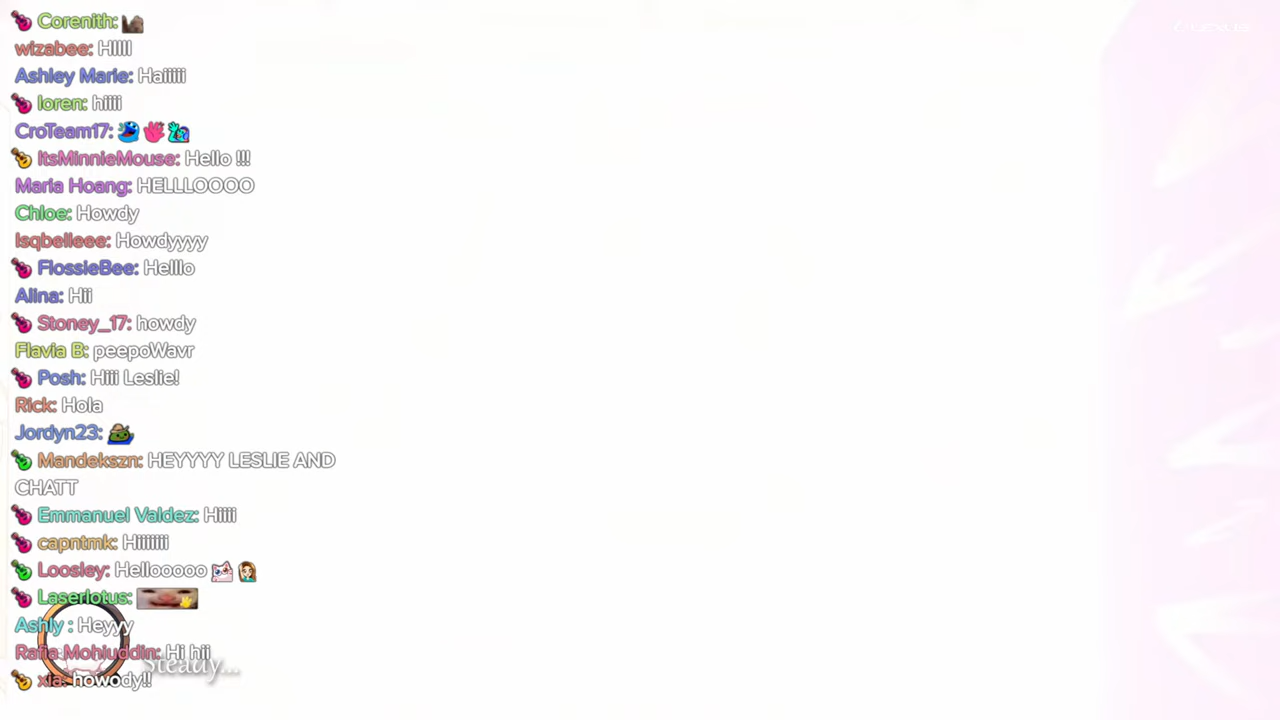 Corenith:
wizabee: HIIII
Ashley Marie: Haiiiii
loren: hiiii
CroTeam17:
ItsMinnieMouse: Hello !!!
Maria Hoang: HELLLOOOO
Chloe: Howdy
Isqbelleee: Howdyyyy
FlossieBee: Helllo
Alina: Hii
Stoney_17: howdy
Flavia B: peepoWavr
Posh: Hiii Leslie!
Rick: Hola
Jordyn23:
Mandekszn: HEYYYY LESLIE AND
CHATT
Emmanuel Valdez: Hiiii
capntmk: Hiiiiiii
Loosley: Hellooooo
Laserlotus:
Ashly : Heyyy
Rafia Mohiuddin: Hi hii
Steady...
xia: howody!!